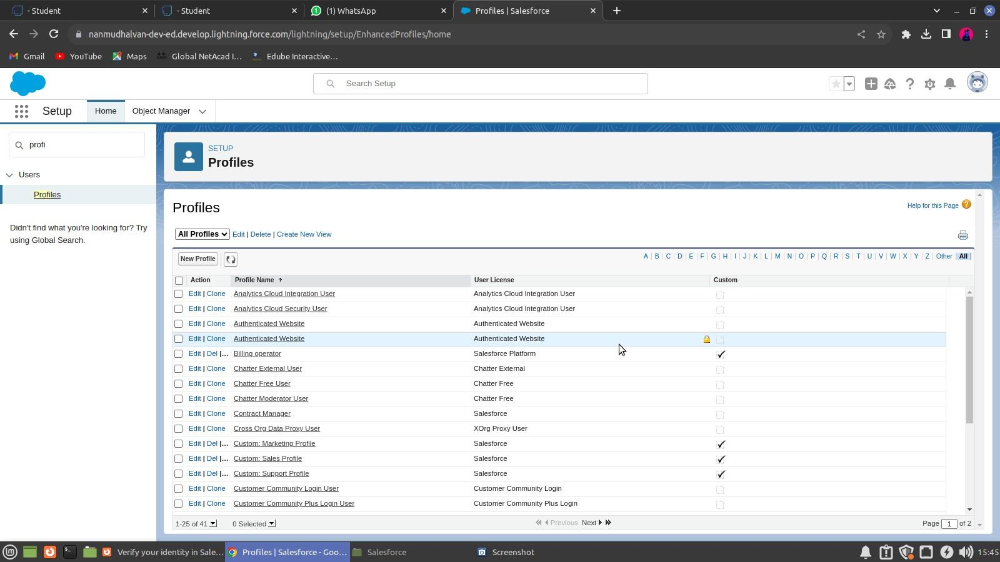 - Student
- Student
(1) WhatsApp
Profiles | Salesforce
nanmudhalvan-dev-ed.develop.lightning.force.com/lightning/setup/EnhancedProfiles/home
Gmail
YouTube
Maps
Global NetAcad I...
Edube Interactive...
Search Setup
Setup
Home
Object Manager
profi
Users
Profiles
Didn't find what you're looking for? Try
using Global Search.
SETUP
Profiles
Profiles
Help for this Page
All Profiles Edit | Delete | Create New View
New Profile
A | B | C | D | E | F | G | H | I | J | K | L | M | N | O | P | Q | R | S | T | U | V | W | X | Y | Z | Other | All |
Action Profile Name User License Custom
Edit | Clone Analytics Cloud Integration User Analytics Cloud Integration User
Edit | Clone Analytics Cloud Security User Analytics Cloud Integration User
Edit | Clone Authenticated Website Authenticated Website
Edit | Clone Authenticated Website Authenticated Website
Edit | Del |... Billing operator Salesforce Platform
Edit | Clone Chatter External User Chatter External
Edit | Clone Chatter Free User Chatter Free
Edit | Clone Chatter Moderator User Chatter Free
Edit | Clone Contract Manager Salesforce
Edit | Clone Cross Org Data Proxy User XOrg Proxy User
Edit | Del |... Custom: Marketing Profile Salesforce
Edit | Del |... Custom: Sales Profile Salesforce
Edit | Del |... Custom: Support Profile Salesforce
Edit | Clone Customer Community Login User Customer Community Login
Edit | Clone Customer Community Plus Login User Customer Community Plus Login
1-25 of 41 0 Selected Previous Next Page 1 of 2
Verify your identity in Sale...
Profiles | Salesforce - Goo...
Salesforce
Screenshot
15:45